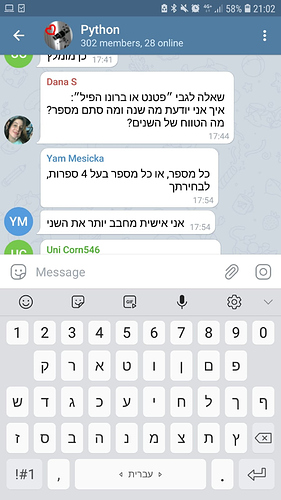 58% 21:02
Python
302 members, 28 online
כן מומלץ
17:41
Dana S
שאלה לגבי "פטנט או ברונו הפיל":
איך אני יודעת מה שנה ומה סתם מספר?
מה הטווח של השנים?
17:44
Yam Mesicka
כל מספר, או כל מספר בעל 4 ספרות,
לבחירתך
17:54
YM
אני אישית מחבב יותר את השני
17:54
Uni Corn546
Message
GIF
1 2 3 4 5 6 7 8 9 0
ק ר א ט ו ן ם פ
ש ד ג כ ע י ח ל ך ף
ז ס ב ה נ מ צ ת ץ
!#1 , עברית .